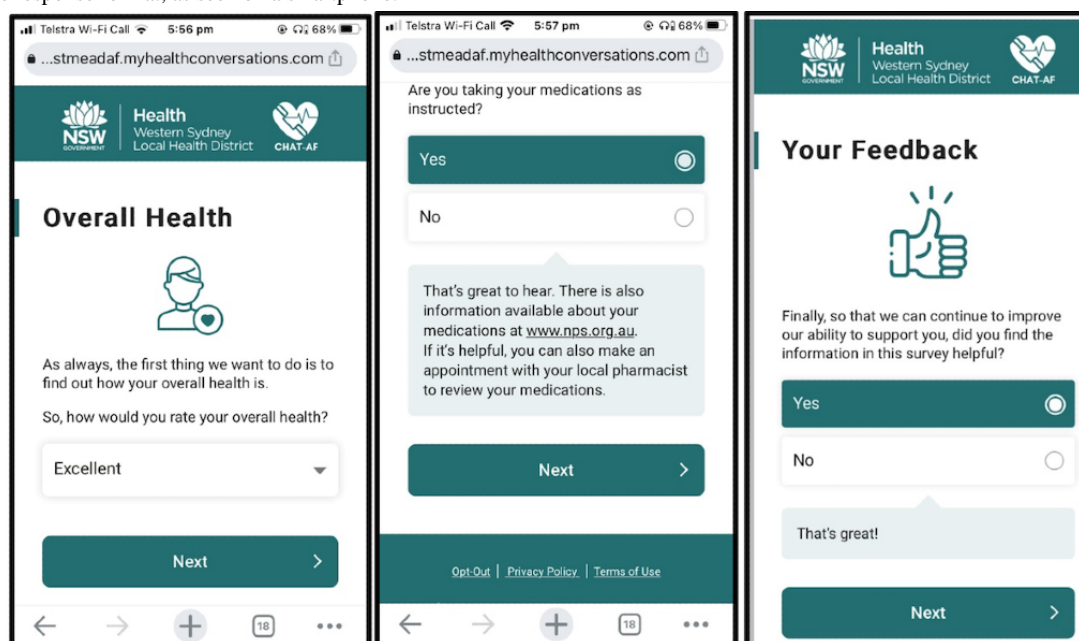 Telstra Wi-Fi Call 5:56 pm 68%
...stmeadaf.myhealthconversations.com
NSW
GOVERNMENT
Health
Western Sydney
Local Health District
CHAT-AF
Overall Health
As always, the first thing we want to do is to
find out how your overall health is.
So, how would you rate your overall health?
Excellent
Next
18
Telstra Wi-Fi Call 5:57 pm 68%
...stmeadaf.myhealthconversations.com
Are you taking your medications as
instructed?
Yes
No
That's great to hear. There is also
information available about your
medications at www.nps.org.au.
If it's helpful, you can also make an
appointment with your local pharmacist
to review your medications.
Next
Opt-Out | Privacy Policy | Terms of Use
18
NSW
GOVERNMENT
Health
Western Sydney
Local Health District
CHAT-AF
Your Feedback
Finally, so that we can continue to improve
our ability to support you, did you find the
information in this survey helpful?
Yes
No
That's great!
Next